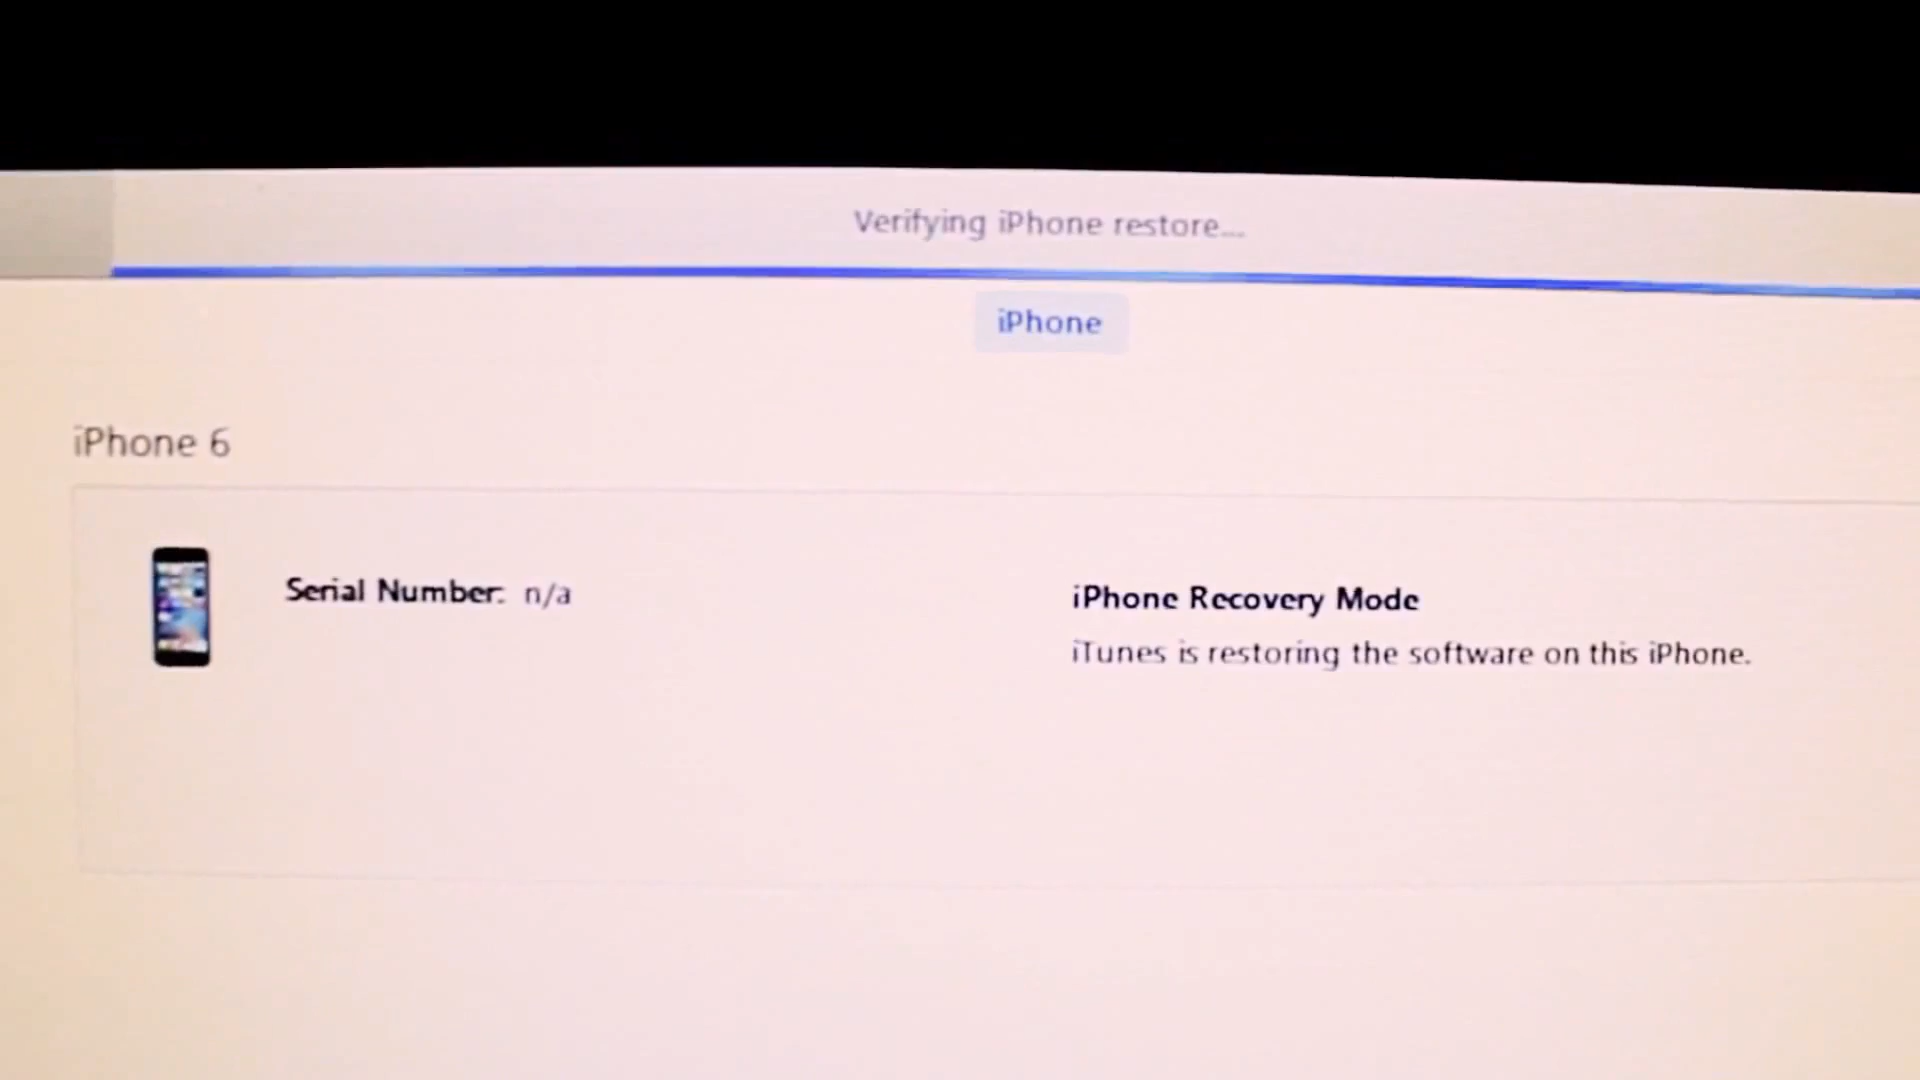 Verifying iPhone restore...
iPhone
iPhone 6
Serial Number: n/a
iPhone Recovery Mode
iTunes is restoring the software on this iPhone.